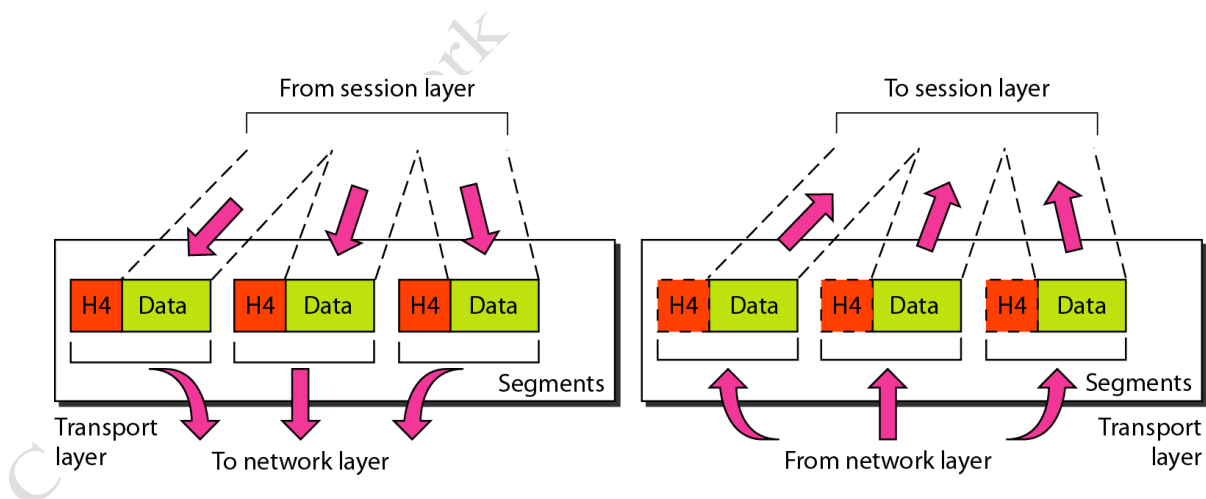 From session layer
H4 Data H4 Data H4 Data
Segments
Transport
layer
To network layer
To session layer
H4 Data H4 Data H4 Data
Segments
Transport
layer
From network layer